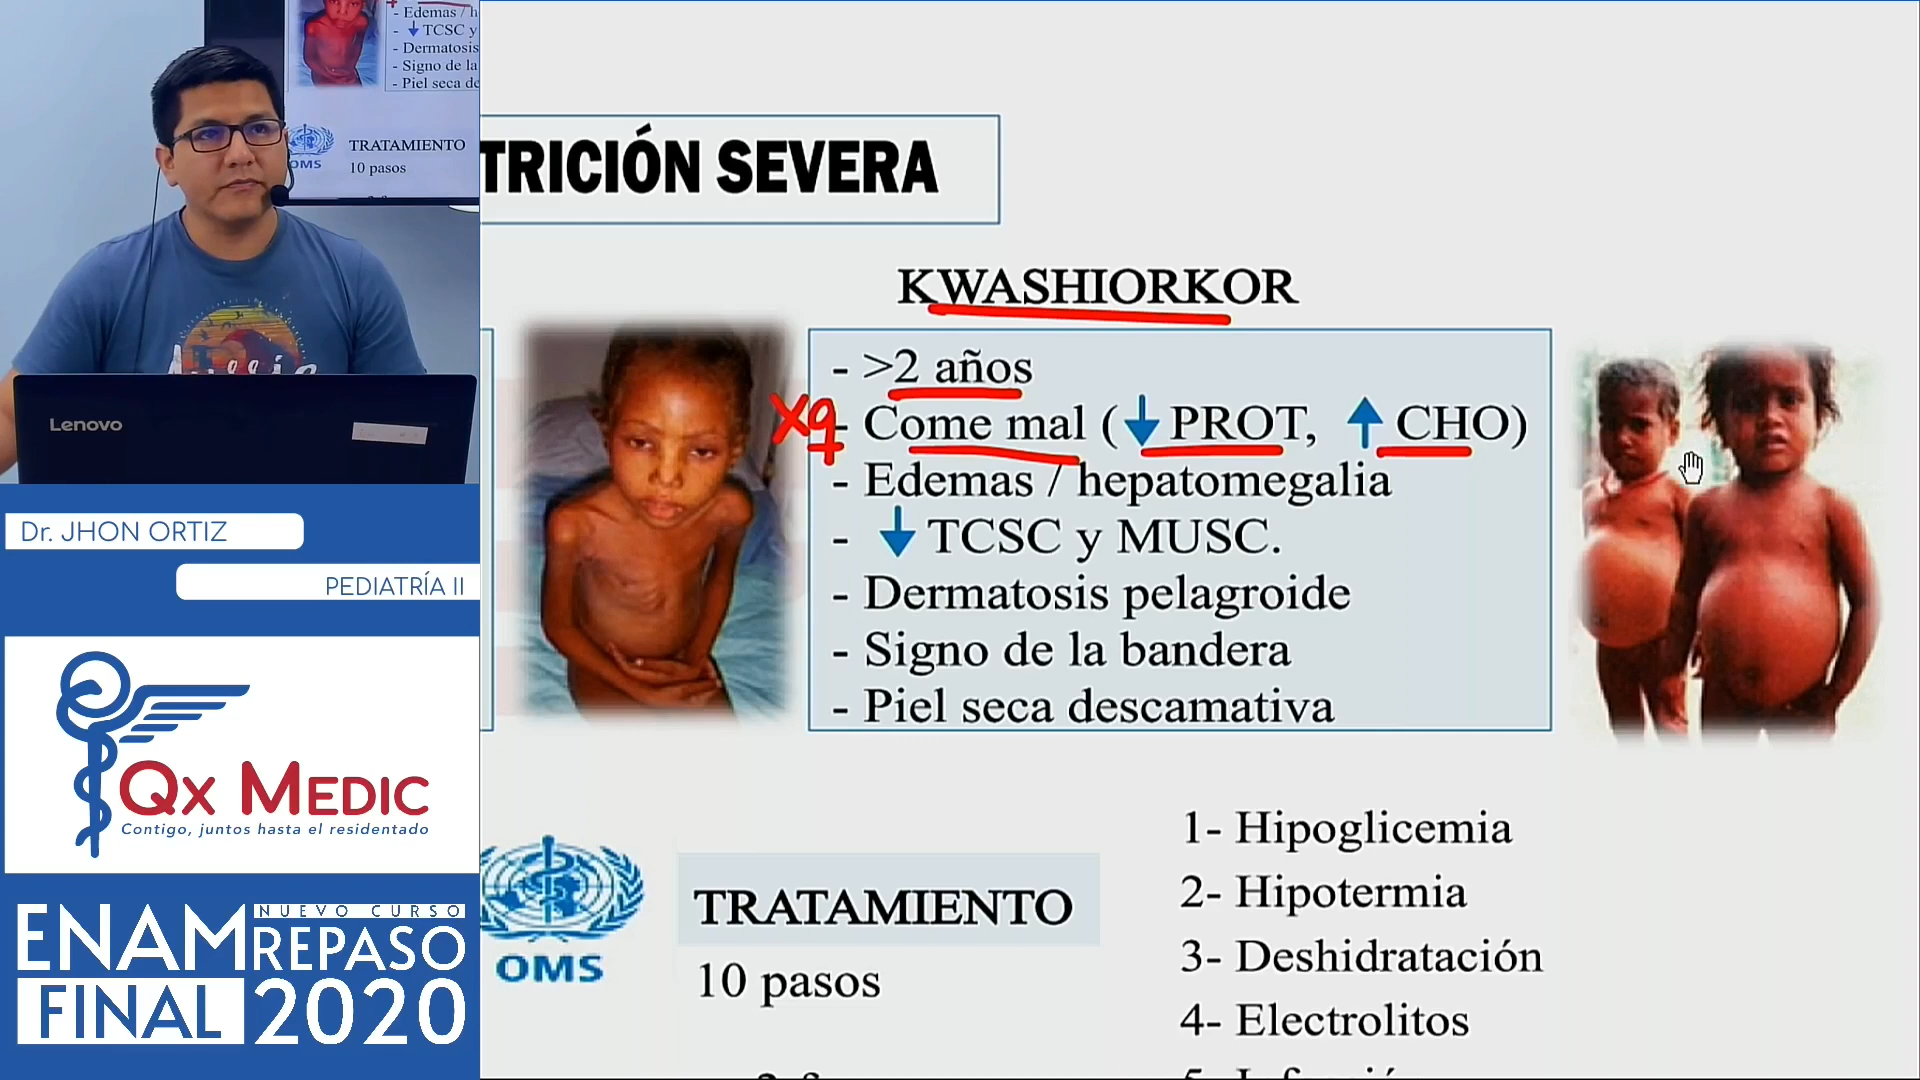 - Edemas / h
- ↓ TCSC y
- Dermatosis
- Signo de la
- Piel seca de
TRATAMIENTO
10 pasos
OMS
Lenovo
Dr. JHON ORTIZ
PEDIATRÍA II
QX MEDIC
Contigo, juntos hasta el residentado
ENAM
NUEVO CURSO
REPASO
FINAL 2020
TRICIÓN SEVERA
KWASHIORKOR
- >2 años
xq
- Come mal (↓ PROT, ↑ CHO)
- Edemas / hepatomegalia
- ↓ TCSC y MUSC.
- Dermatosis pelagroide
- Signo de la bandera
- Piel seca descamativa
OMS
TRATAMIENTO
10 pasos
1- Hipoglicemia
2- Hipotermia
3- Deshidratación
4- Electrolitos